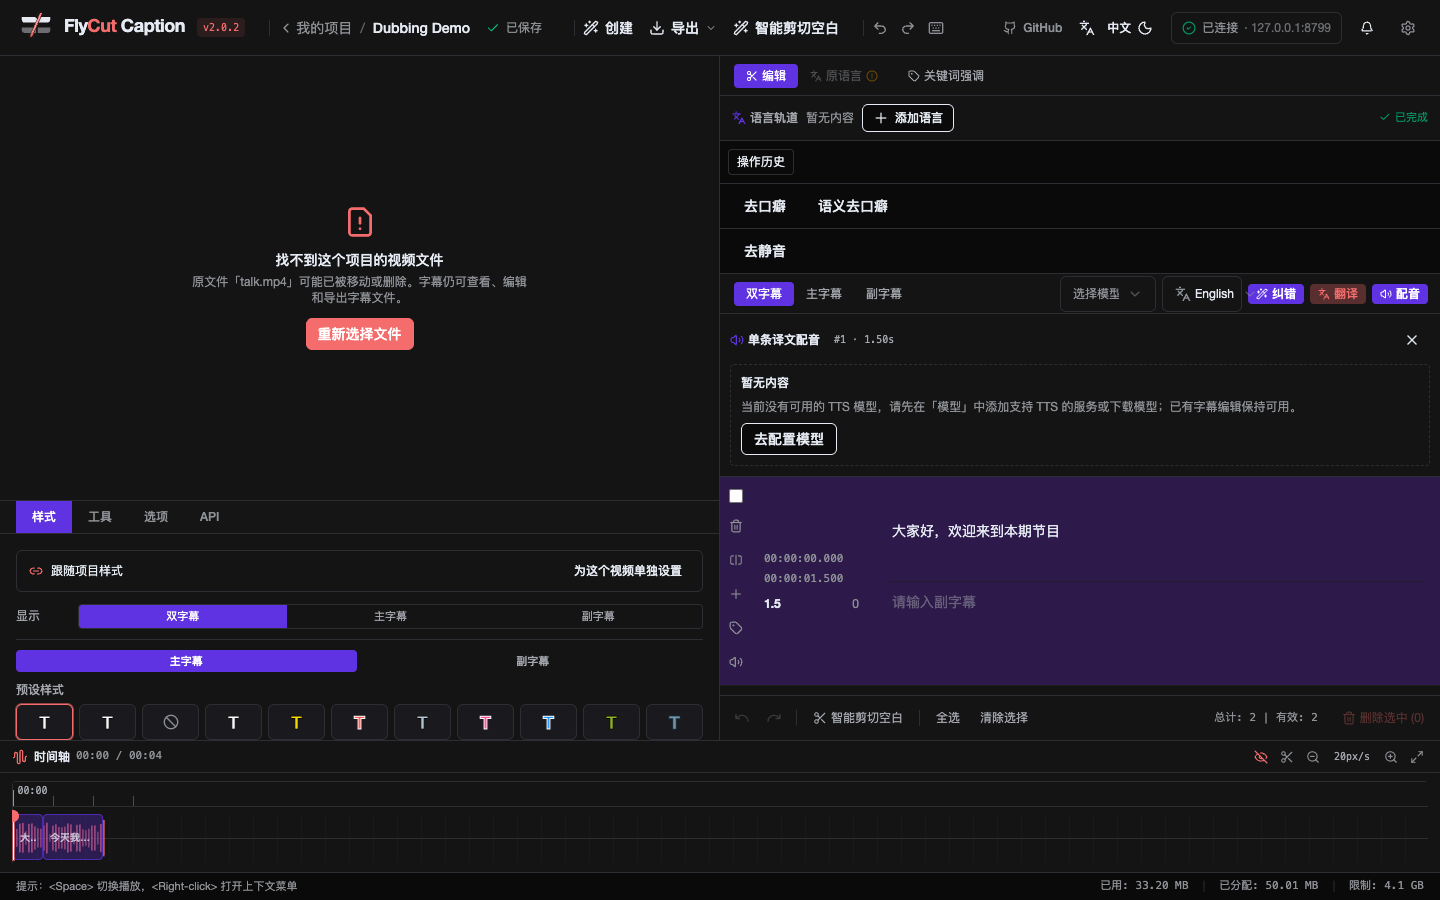 FlyCut Caption v2.0.2 我的项目 / Dubbing Demo 已保存 创建 导出 智能剪切空白 GitHub 中文 已连接 · 127.0.0.1:8799
找不到这个项目的视频文件
原文件「talk.mp4」可能已被移动或删除。字幕仍可查看、编辑
和导出字幕文件。
重新选择文件
编辑 原语言 关键词强调
语言轨道 暂无内容 添加语言 已完成
操作历史
去口癖 语义去口癖
去静音
双字幕 主字幕 副字幕 选择模型 English 纠错 翻译 配音
单条译文配音 #1 · 1.50s
暂无内容
当前没有可用的 TTS 模型，请先在「模型」中添加支持 TTS 的服务或下载模型；已有字幕编辑保持可用。
去配置模型
大家好，欢迎来到本期节目
00:00:00.000
00:00:01.500
1.5 0 请输入副字幕
智能剪切空白 全选 清除选择 总计: 2 | 有效: 2 删除选中 (0)
样式 工具 选项 API
跟随项目样式 为这个视频单独设置
显示 双字幕 主字幕 副字幕
主字幕 副字幕
预设样式
T T T T T T T T T T
时间轴 00:00 / 00:04 20px/s
00:00
大… 今天我…
提示: <Space> 切换播放, <Right-click> 打开上下文菜单 已用: 33.20 MB 已分配: 50.01 MB 限制: 4.1 GB